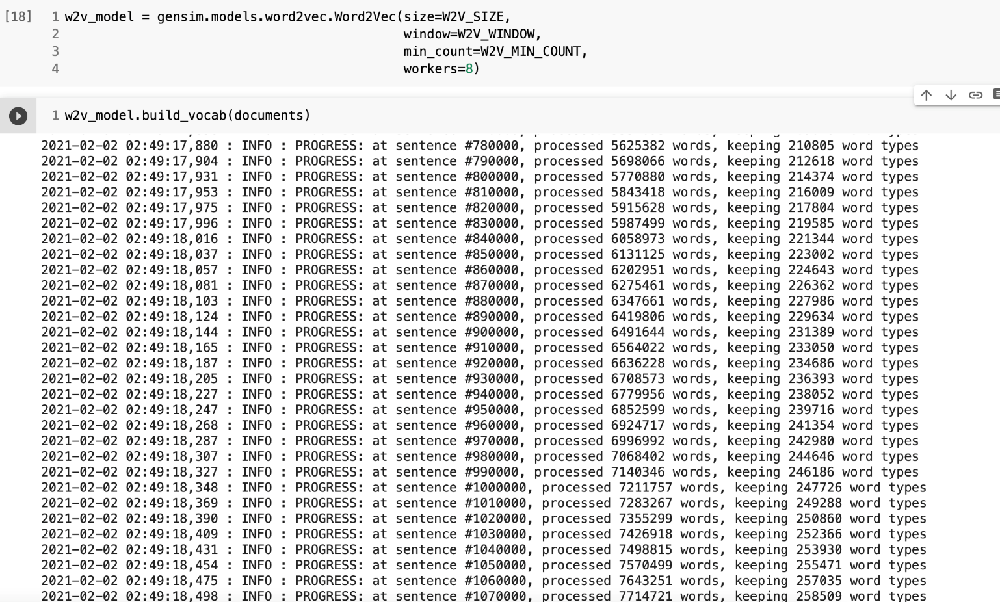 [18] 1 w2v_model = gensim.models.word2vec.Word2Vec(size=W2V_SIZE,
2 window=W2V_WINDOW,
3 min_count=W2V_MIN_COUNT,
4 workers=8)
1 w2v_model.build_vocab(documents)
2021-02-02 02:49:17,880 : INFO : PROGRESS: at sentence #780000, processed 5625382 words, keeping 210805 word types
2021-02-02 02:49:17,904 : INFO : PROGRESS: at sentence #790000, processed 5698066 words, keeping 212618 word types
2021-02-02 02:49:17,931 : INFO : PROGRESS: at sentence #800000, processed 5770880 words, keeping 214374 word types
2021-02-02 02:49:17,953 : INFO : PROGRESS: at sentence #810000, processed 5843418 words, keeping 216009 word types
2021-02-02 02:49:17,975 : INFO : PROGRESS: at sentence #820000, processed 5915628 words, keeping 217804 word types
2021-02-02 02:49:17,996 : INFO : PROGRESS: at sentence #830000, processed 5987499 words, keeping 219585 word types
2021-02-02 02:49:18,016 : INFO : PROGRESS: at sentence #840000, processed 6058973 words, keeping 221344 word types
2021-02-02 02:49:18,037 : INFO : PROGRESS: at sentence #850000, processed 6131125 words, keeping 223002 word types
2021-02-02 02:49:18,057 : INFO : PROGRESS: at sentence #860000, processed 6202951 words, keeping 224643 word types
2021-02-02 02:49:18,081 : INFO : PROGRESS: at sentence #870000, processed 6275461 words, keeping 226362 word types
2021-02-02 02:49:18,103 : INFO : PROGRESS: at sentence #880000, processed 6347661 words, keeping 227986 word types
2021-02-02 02:49:18,124 : INFO : PROGRESS: at sentence #890000, processed 6419806 words, keeping 229634 word types
2021-02-02 02:49:18,144 : INFO : PROGRESS: at sentence #900000, processed 6491644 words, keeping 231389 word types
2021-02-02 02:49:18,165 : INFO : PROGRESS: at sentence #910000, processed 6564022 words, keeping 233050 word types
2021-02-02 02:49:18,187 : INFO : PROGRESS: at sentence #920000, processed 6636228 words, keeping 234686 word types
2021-02-02 02:49:18,205 : INFO : PROGRESS: at sentence #930000, processed 6708573 words, keeping 236393 word types
2021-02-02 02:49:18,227 : INFO : PROGRESS: at sentence #940000, processed 6779956 words, keeping 238052 word types
2021-02-02 02:49:18,247 : INFO : PROGRESS: at sentence #950000, processed 6852599 words, keeping 239716 word types
2021-02-02 02:49:18,268 : INFO : PROGRESS: at sentence #960000, processed 6924717 words, keeping 241354 word types
2021-02-02 02:49:18,287 : INFO : PROGRESS: at sentence #970000, processed 6996992 words, keeping 242980 word types
2021-02-02 02:49:18,307 : INFO : PROGRESS: at sentence #980000, processed 7068402 words, keeping 244646 word types
2021-02-02 02:49:18,327 : INFO : PROGRESS: at sentence #990000, processed 7140346 words, keeping 246186 word types
2021-02-02 02:49:18,348 : INFO : PROGRESS: at sentence #1000000, processed 7211757 words, keeping 247726 word types
2021-02-02 02:49:18,369 : INFO : PROGRESS: at sentence #1010000, processed 7283267 words, keeping 249288 word types
2021-02-02 02:49:18,390 : INFO : PROGRESS: at sentence #1020000, processed 7355299 words, keeping 250860 word types
2021-02-02 02:49:18,409 : INFO : PROGRESS: at sentence #1030000, processed 7426918 words, keeping 252366 word types
2021-02-02 02:49:18,431 : INFO : PROGRESS: at sentence #1040000, processed 7498815 words, keeping 253930 word types
2021-02-02 02:49:18,454 : INFO : PROGRESS: at sentence #1050000, processed 7570499 words, keeping 255471 word types
2021-02-02 02:49:18,475 : INFO : PROGRESS: at sentence #1060000, processed 7643251 words, keeping 257035 word types
2021-02-02 02:49:18,498 : INFO : PROGRESS: at sentence #1070000, processed 7714721 words, keeping 258509 word types